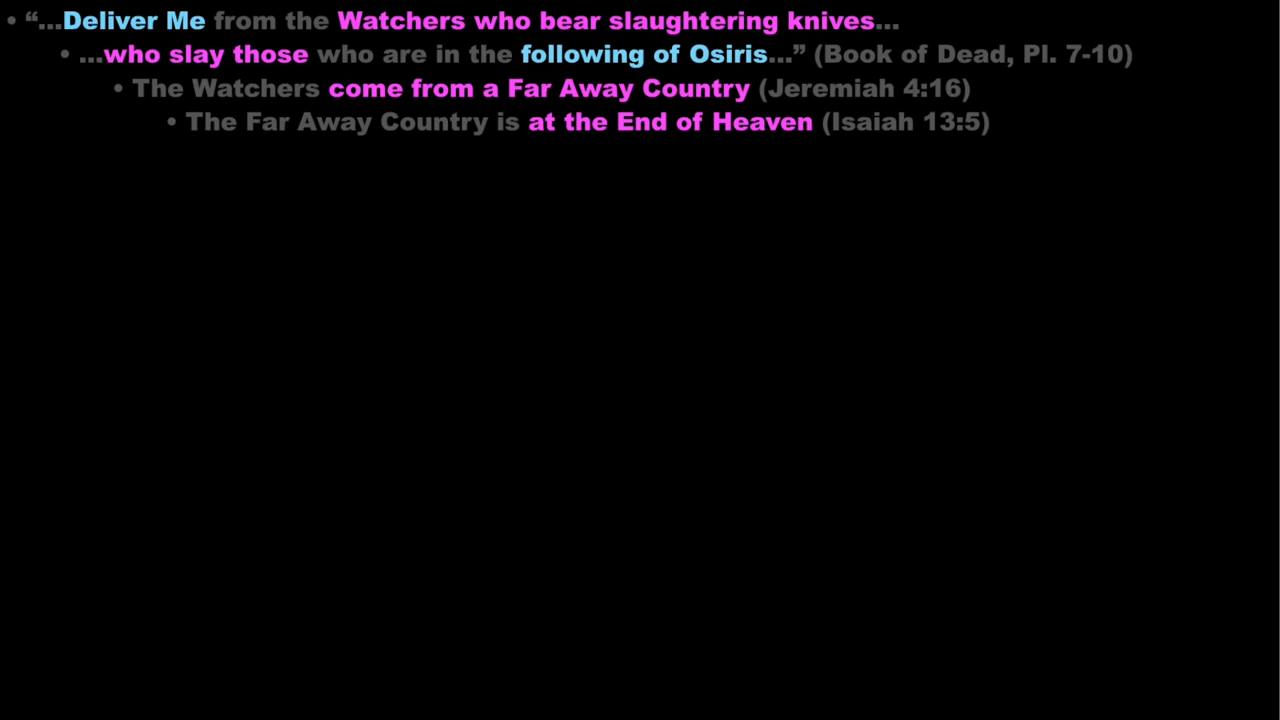 • “...Deliver Me from the Watchers who bear slaughtering knives...
• ...who slay those who are in the following of Osiris...” (Book of Dead, Pl. 7-10)
• The Watchers come from a Far Away Country (Jeremiah 4:16)
• The Far Away Country is at the End of Heaven (Isaiah 13:5)